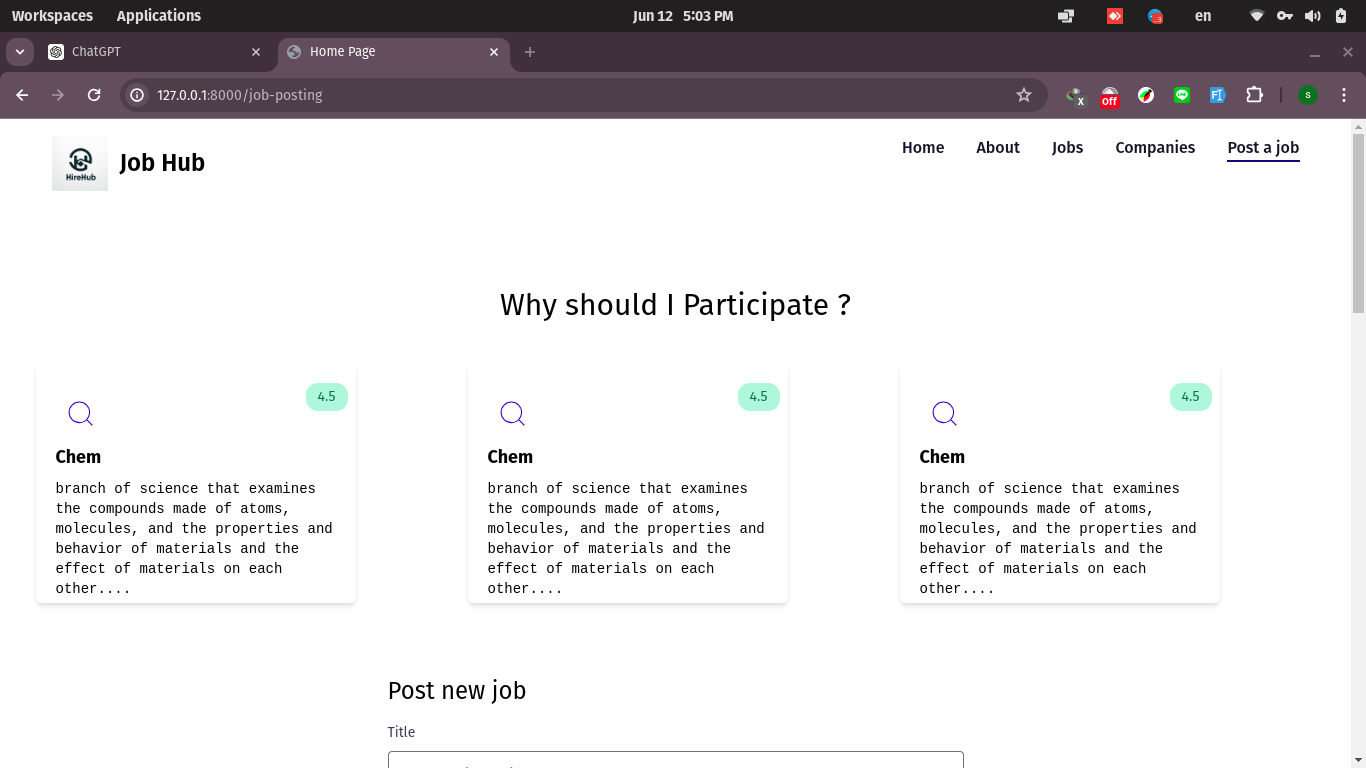 Workspaces Applications Jun 12 5:03 PM en
ChatGPT Home Page
127.0.0.1:8000/job-posting X Off FI s
HireHub Job Hub Home About Jobs Companies Post a job
Why should I Participate ?
4.5 4.5 4.5
Chem
branch of science that examines
the compounds made of atoms,
molecules, and the properties and
behavior of materials and the
effect of materials on each
other....
Chem
branch of science that examines
the compounds made of atoms,
molecules, and the properties and
behavior of materials and the
effect of materials on each
other....
Chem
branch of science that examines
the compounds made of atoms,
molecules, and the properties and
behavior of materials and the
effect of materials on each
other....
Post new job
Title